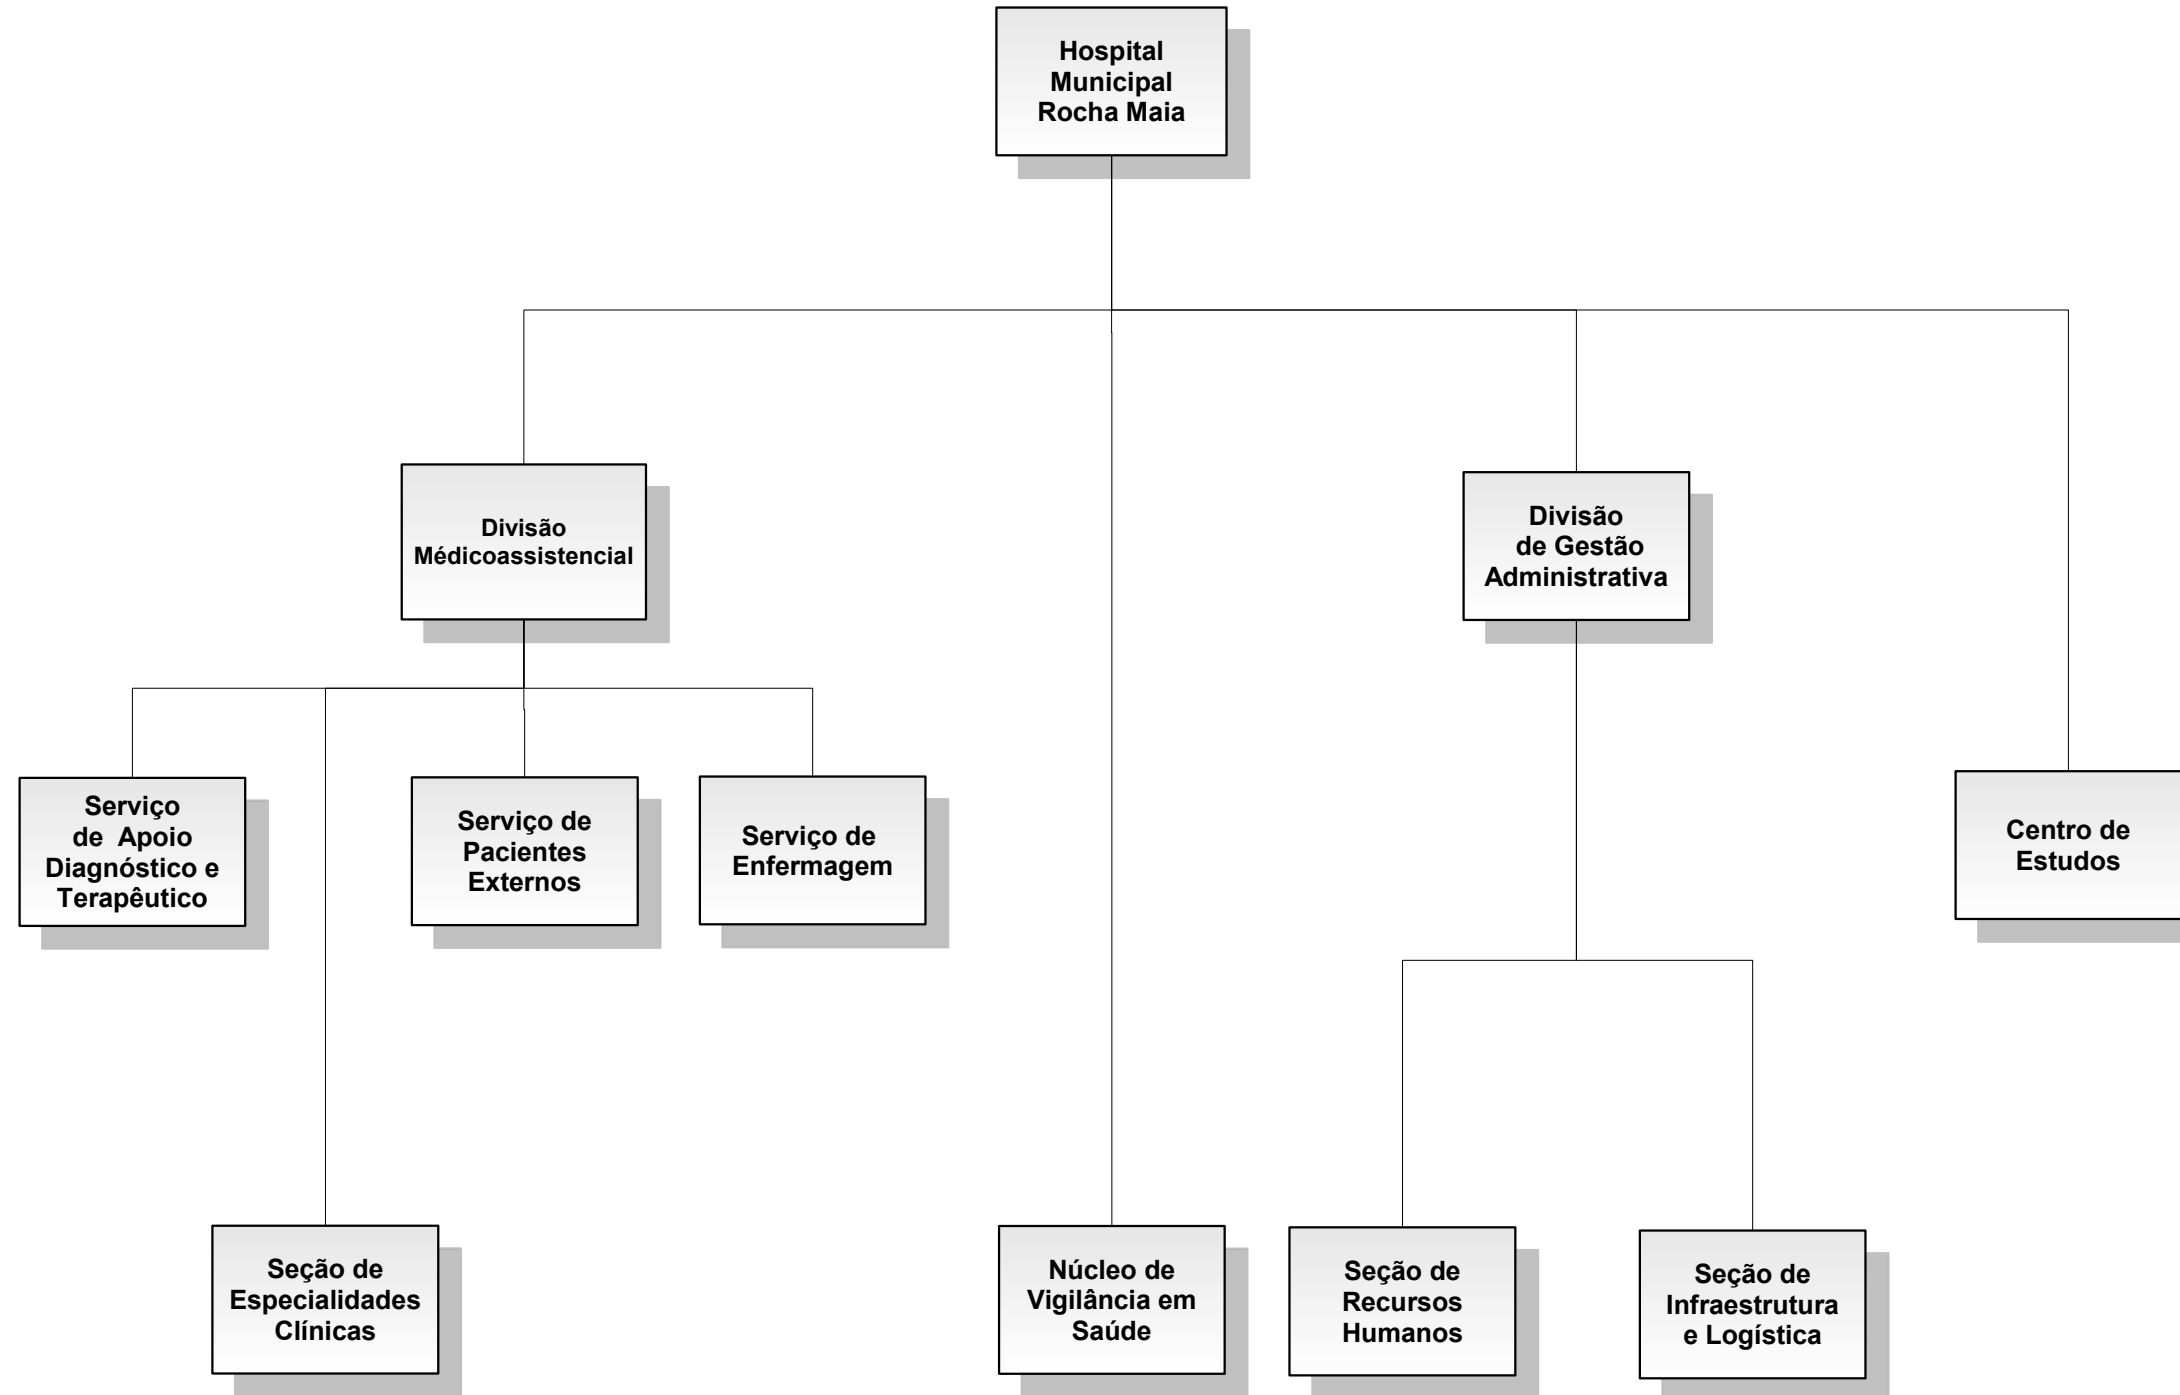 Hospital
Municipal
Rocha Maia
Divisão
Médicoassistencial
Divisão
de Gestão
Administrativa
Serviço
de  Apoio
Diagnóstico e
Terapêutico
Serviço de
Pacientes
Externos
Serviço de
Enfermagem
Centro de
Estudos
Seção de
Especialidades
Clínicas
Núcleo de
Vigilância em
Saúde
Seção de
Recursos
Humanos
Seção de
Infraestrutura
e Logística